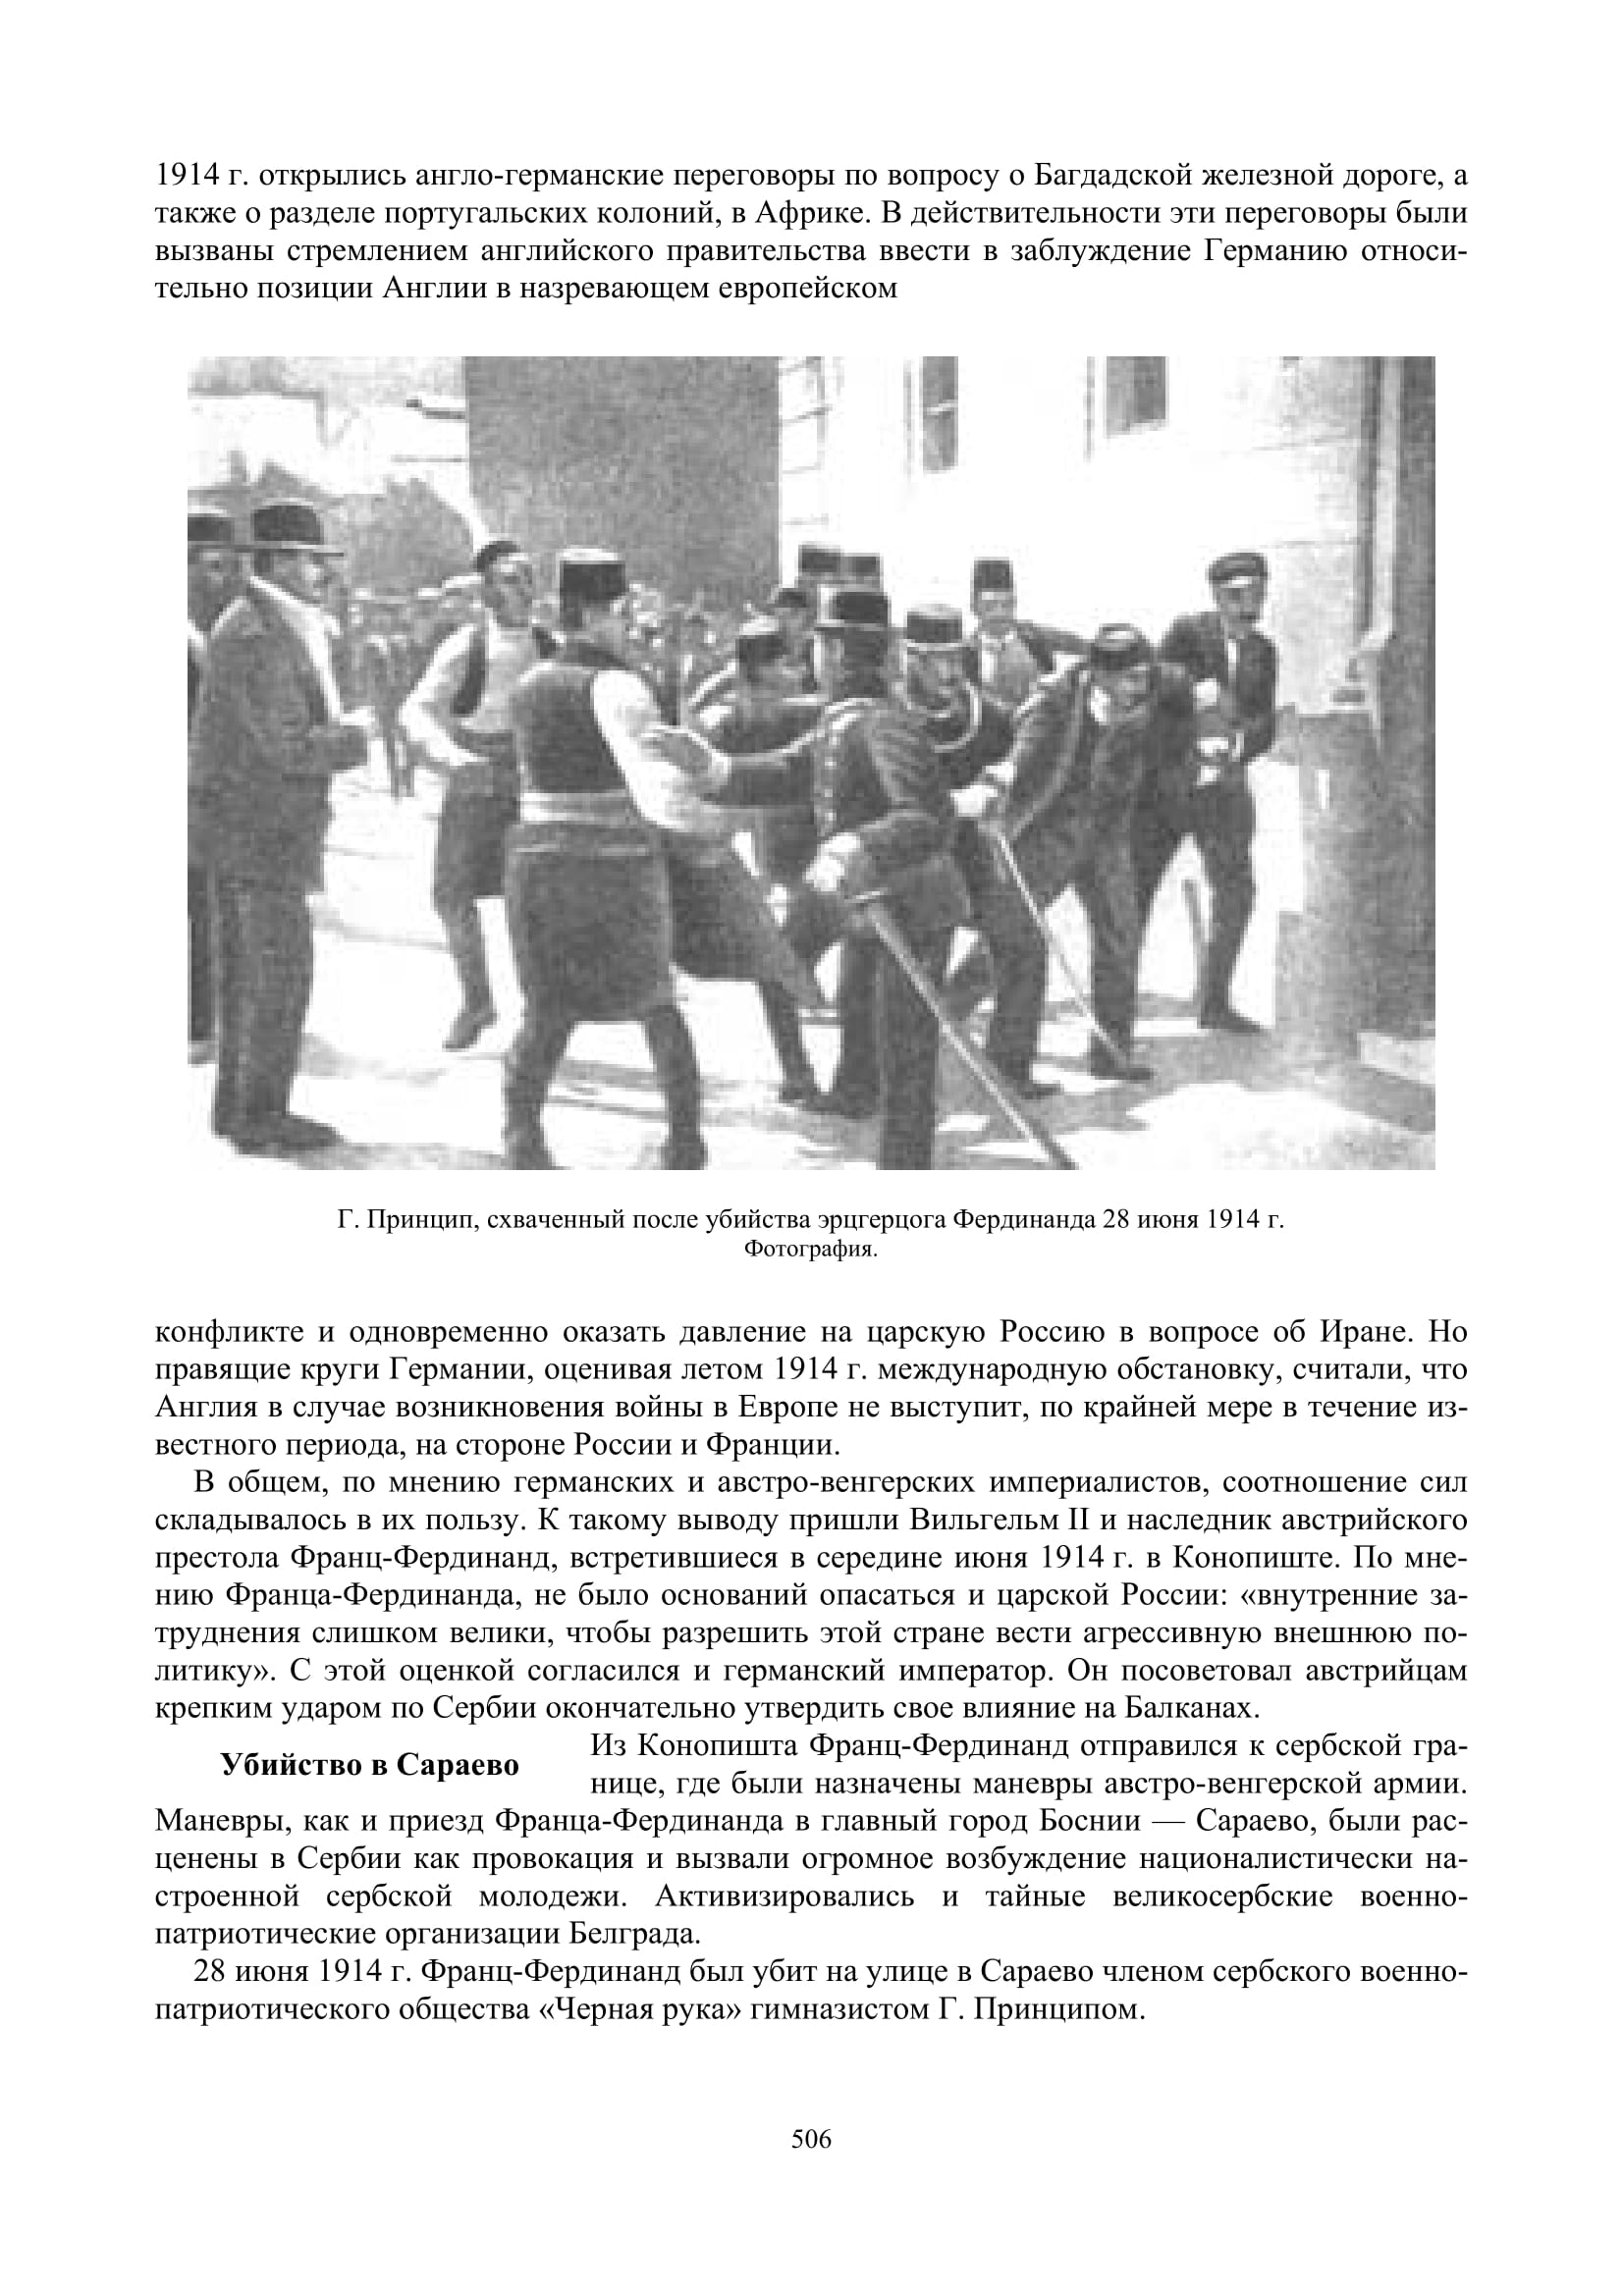 1914 г. открылись англо-германские переговоры по вопросу о Багдадской железной дороге, а
также о разделе португальских колоний, в Африке. В действительности эти переговоры были
вызваны стремлением английского правительства ввести в заблуждение Германию относи-
тельно позиции Англии в назревающем европейском
Г. Принцип, схваченный после убийства эрцгерцога Фердинанда 28 июня 1914 г.
Фотография.
конфликте и одновременно оказать давление на царскую Россию в вопросе об Иране. Но
правящие круги Германии, оценивая летом 1914 г. международную обстановку, считали, что
Англия в случае возникновения войны в Европе не выступит, по крайней мере в течение из-
вестного периода, на стороне России и Франции.
В общем, по мнению германских и австро-венгерских империалистов, соотношение сил
складывалось в их пользу. К такому выводу пришли Вильгельм II и наследник австрийского
престола Франц-Фердинанд, встретившиеся в середине июня 1914 г. в Конопиште. По мне-
нию Франца-Фердинанда, не было оснований опасаться и царской России: «внутренние за-
труднения слишком велики, чтобы разрешить этой стране вести агрессивную внешнюю по-
литику». С этой оценкой согласился и германский император. Он посоветовал австрийцам
крепким ударом по Сербии окончательно утвердить свое влияние на Балканах.
Убийство в Сараево
Из Конопишта Франц-Фердинанд отправился к сербской гра-
нице, где были назначены маневры австро-венгерской армии.
Маневры, как и приезд Франца-Фердинанда в главный город Боснии — Сараево, были рас-
ценены в Сербии как провокация и вызвали огромное возбуждение националистически на-
строенной сербской молодежи. Активизировались и тайные великосербские военно-
патриотические организации Белграда.
28 июня 1914 г. Франц-Фердинанд был убит на улице в Сараево членом сербского военно-
патриотического общества «Черная рука» гимназистом Г. Принципом.
506